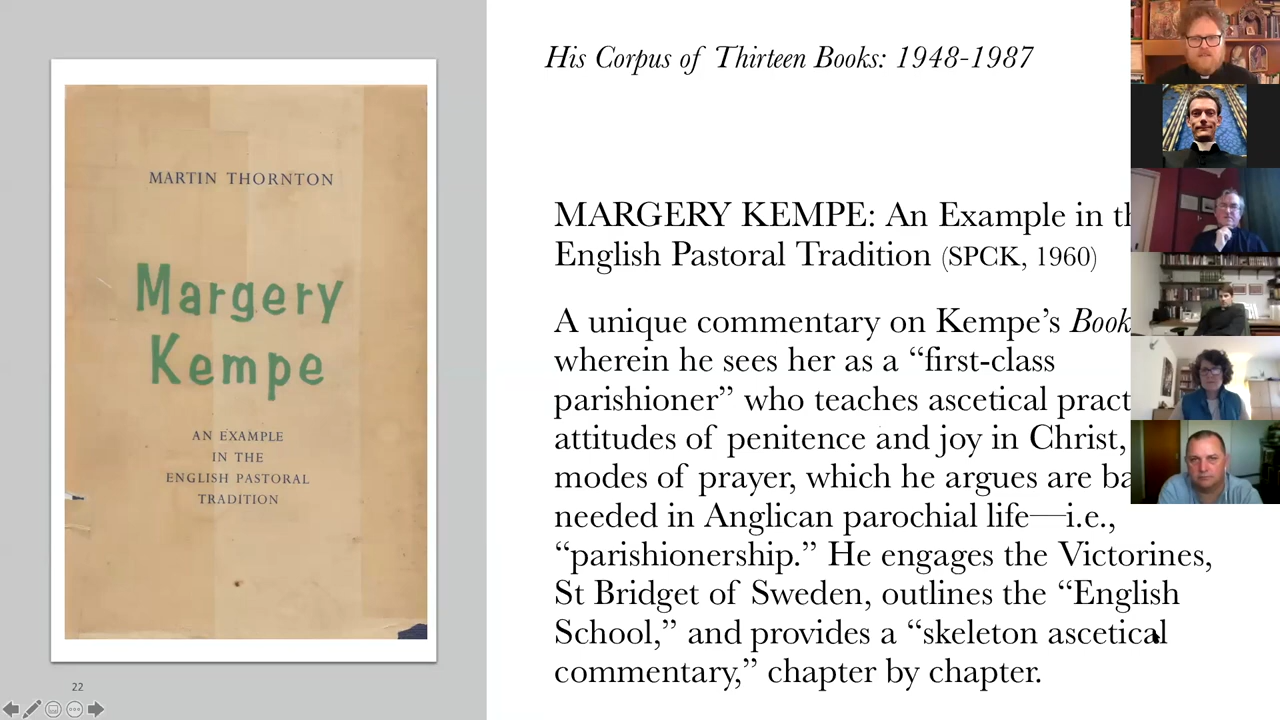 His Corpus of Thirteen Books: 1948-1987
MARTIN THORNTON
Margery
Kempe
AN EXAMPLE
IN THE
ENGLISH PASTORAL
TRADITION
MARGERY KEMPE: An Example in th
English Pastoral Tradition (SPCK, 1960)
A unique commentary on Kempe’s Book
wherein he sees her as a “first-class
parishioner” who teaches ascetical pract
attitudes of penitence and joy in Christ,
modes of prayer, which he argues are ba
needed in Anglican parochial life—i.e.,
“parishionership.” He engages the Victorines,
St Bridget of Sweden, outlines the “English
School,” and provides a “skeleton ascetical
commentary,” chapter by chapter.
22